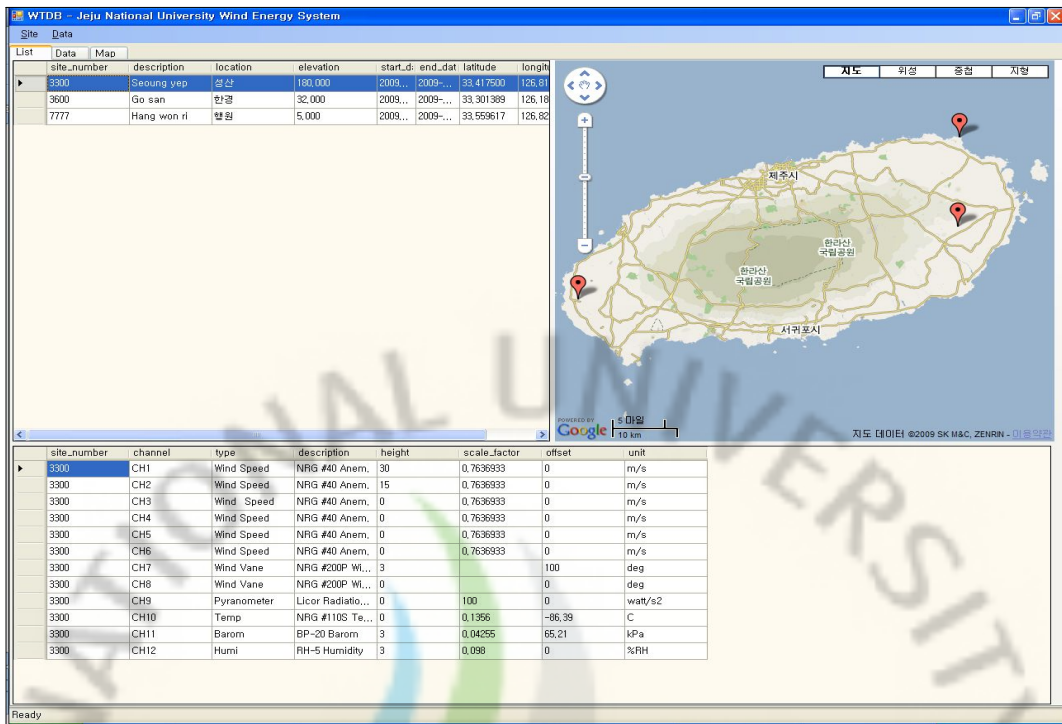 WTDB - Jeju National University Wind Energy System
Site Data
List Data Map
site_number description location elevation start_d end_dat latitude longit
3300 Seoung yep 성산 180,000 2009,.. 2009-... 33,417500 126,81
3600 Go san 한경 32,000 2009,.. 2009-... 33,301389 126,18
7777 Hang won ri 행원 5,000 2009,.. 2009-... 33,559617 126,82
지도 위성 중첩 지형
제주시
한라산
국립공원
한라산
국립공원
서귀포시
POWERED BY
Google
5 마일
10 km
지도 데이터 ©2009 SK M&C, ZENRIN - 이용약관
site_number channel type description height scale_factor offset unit
3300 CH1 Wind Speed NRG #40 Anem, 30 0,7636933 0 m/s
3300 CH2 Wind Speed NRG #40 Anem, 15 0,7636933 0 m/s
3300 CH3 Wind Speed NRG #40 Anem, 0 0,7636933 0 m/s
3300 CH4 Wind Speed NRG #40 Anem, 0 0,7636933 0 m/s
3300 CH5 Wind Speed NRG #40 Anem, 0 0,7636933 0 m/s
3300 CH6 Wind Speed NRG #40 Anem, 0 0,7636933 0 m/s
3300 CH7 Wind Vane NRG #200P Wi,.. 3 100 deg
3300 CH8 Wind Vane NRG #200P Wi,.. 0 0 deg
3300 CH9 Pyranometer Licor Radiatio,.. 0 100 0 watt/s2
3300 CH10 Temp NRG #110S Te,.. 0 0,1356 -86,39 C
3300 CH11 Barom BP-20 Barom 3 0,04255 65,21 kPa
3300 CH12 Humi RH-5 Humidity 3 0,098 0 %RH
Ready
NATIONAL UNIVERSITY